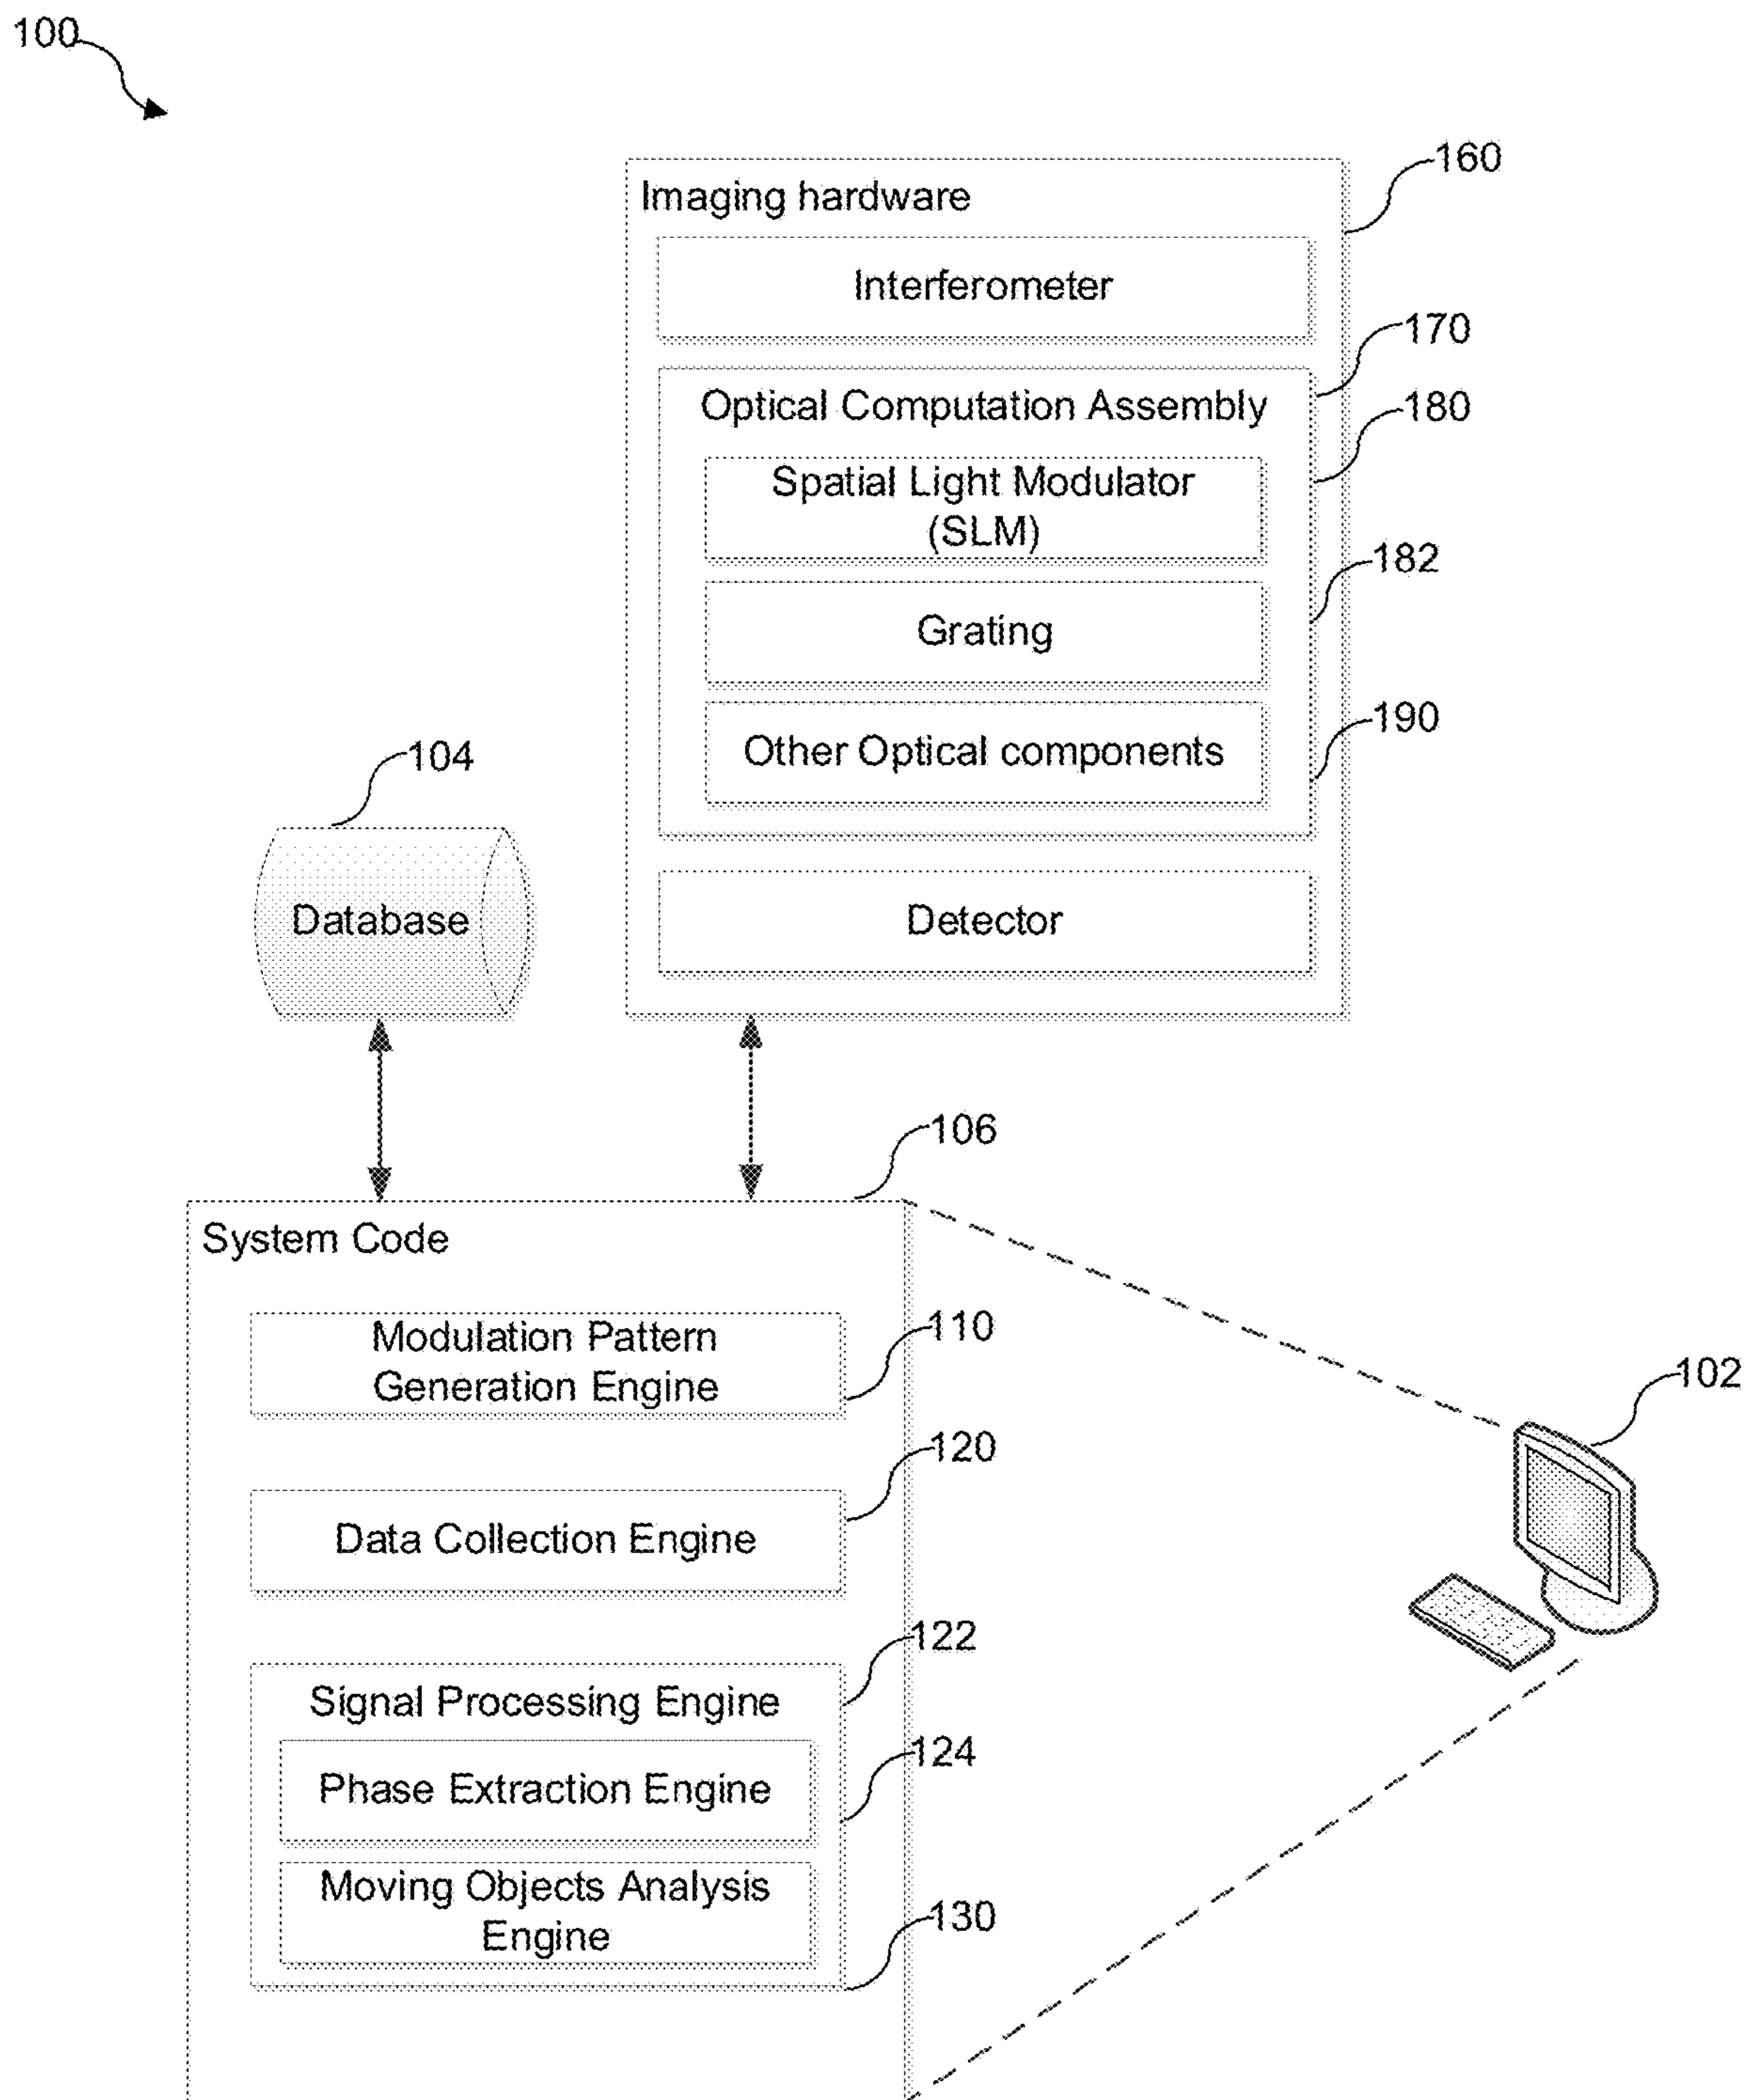 100
160
Imaging hardware
Interferometer
170
Optical Computation Assembly
180
Spatial Light Modulator
(SLM)
182
Grating
190
Other Optical components
104
Database
Detector
106
System Code
110
Modulation Pattern
Generation Engine
102
120
Data Collection Engine
122
Signal Processing Engine
124
Phase Extraction Engine
Moving Objects Analysis
Engine
130